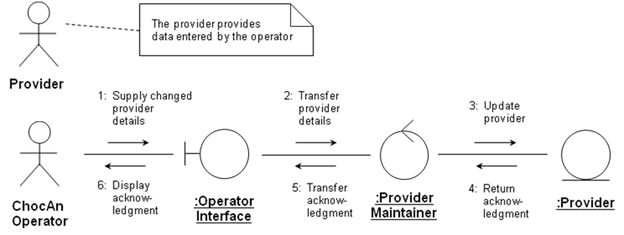 The provider provides
data entered by the operator
Provider
1: Supply changed
provider
details
2: Transfer
provider
details
3: Update
provider
6: Display
acknow-
ledgment
5: Transfer
acknow-
ledgment
4: Return
acknow-
ledgment
ChocAn
Operator
:Operator
Interface
:Provider
Maintainer
:Provider